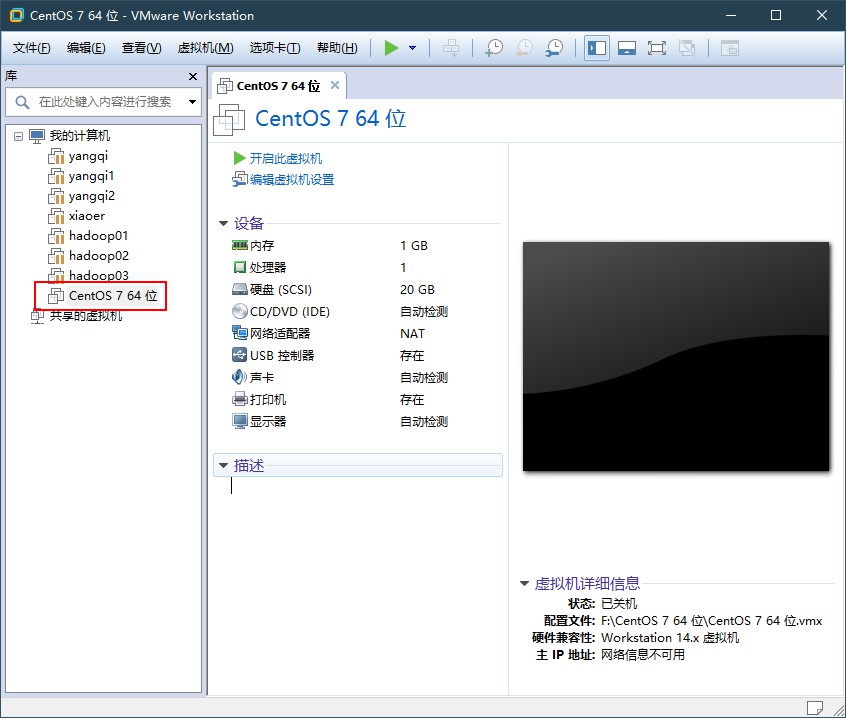 CentOS 7 64 位 - VMware Workstation
文件(F) 编辑(E) 查看(V) 虚拟机(M) 选项卡(T) 帮助(H)
库
在此处键入内容进行搜索
我的计算机
yangqi
yangqi1
yangqi2
xiaoer
hadoop01
hadoop02
hadoop03
CentOS 7 64 位
共享的虚拟机
CentOS 7 64 位
CentOS 7 64 位
开启此虚拟机
编辑虚拟机设置
设备
内存 1 GB
处理器 1
硬盘 (SCSI) 20 GB
CD/DVD (IDE) 自动检测
网络适配器 NAT
USB 控制器 存在
声卡 自动检测
打印机 存在
显示器 自动检测
描述
虚拟机详细信息
状态: 已关机
配置文件: F:\CentOS 7 64 位\CentOS 7 64 位.vmx
硬件兼容性: Workstation 14.x 虚拟机
主 IP 地址: 网络信息不可用